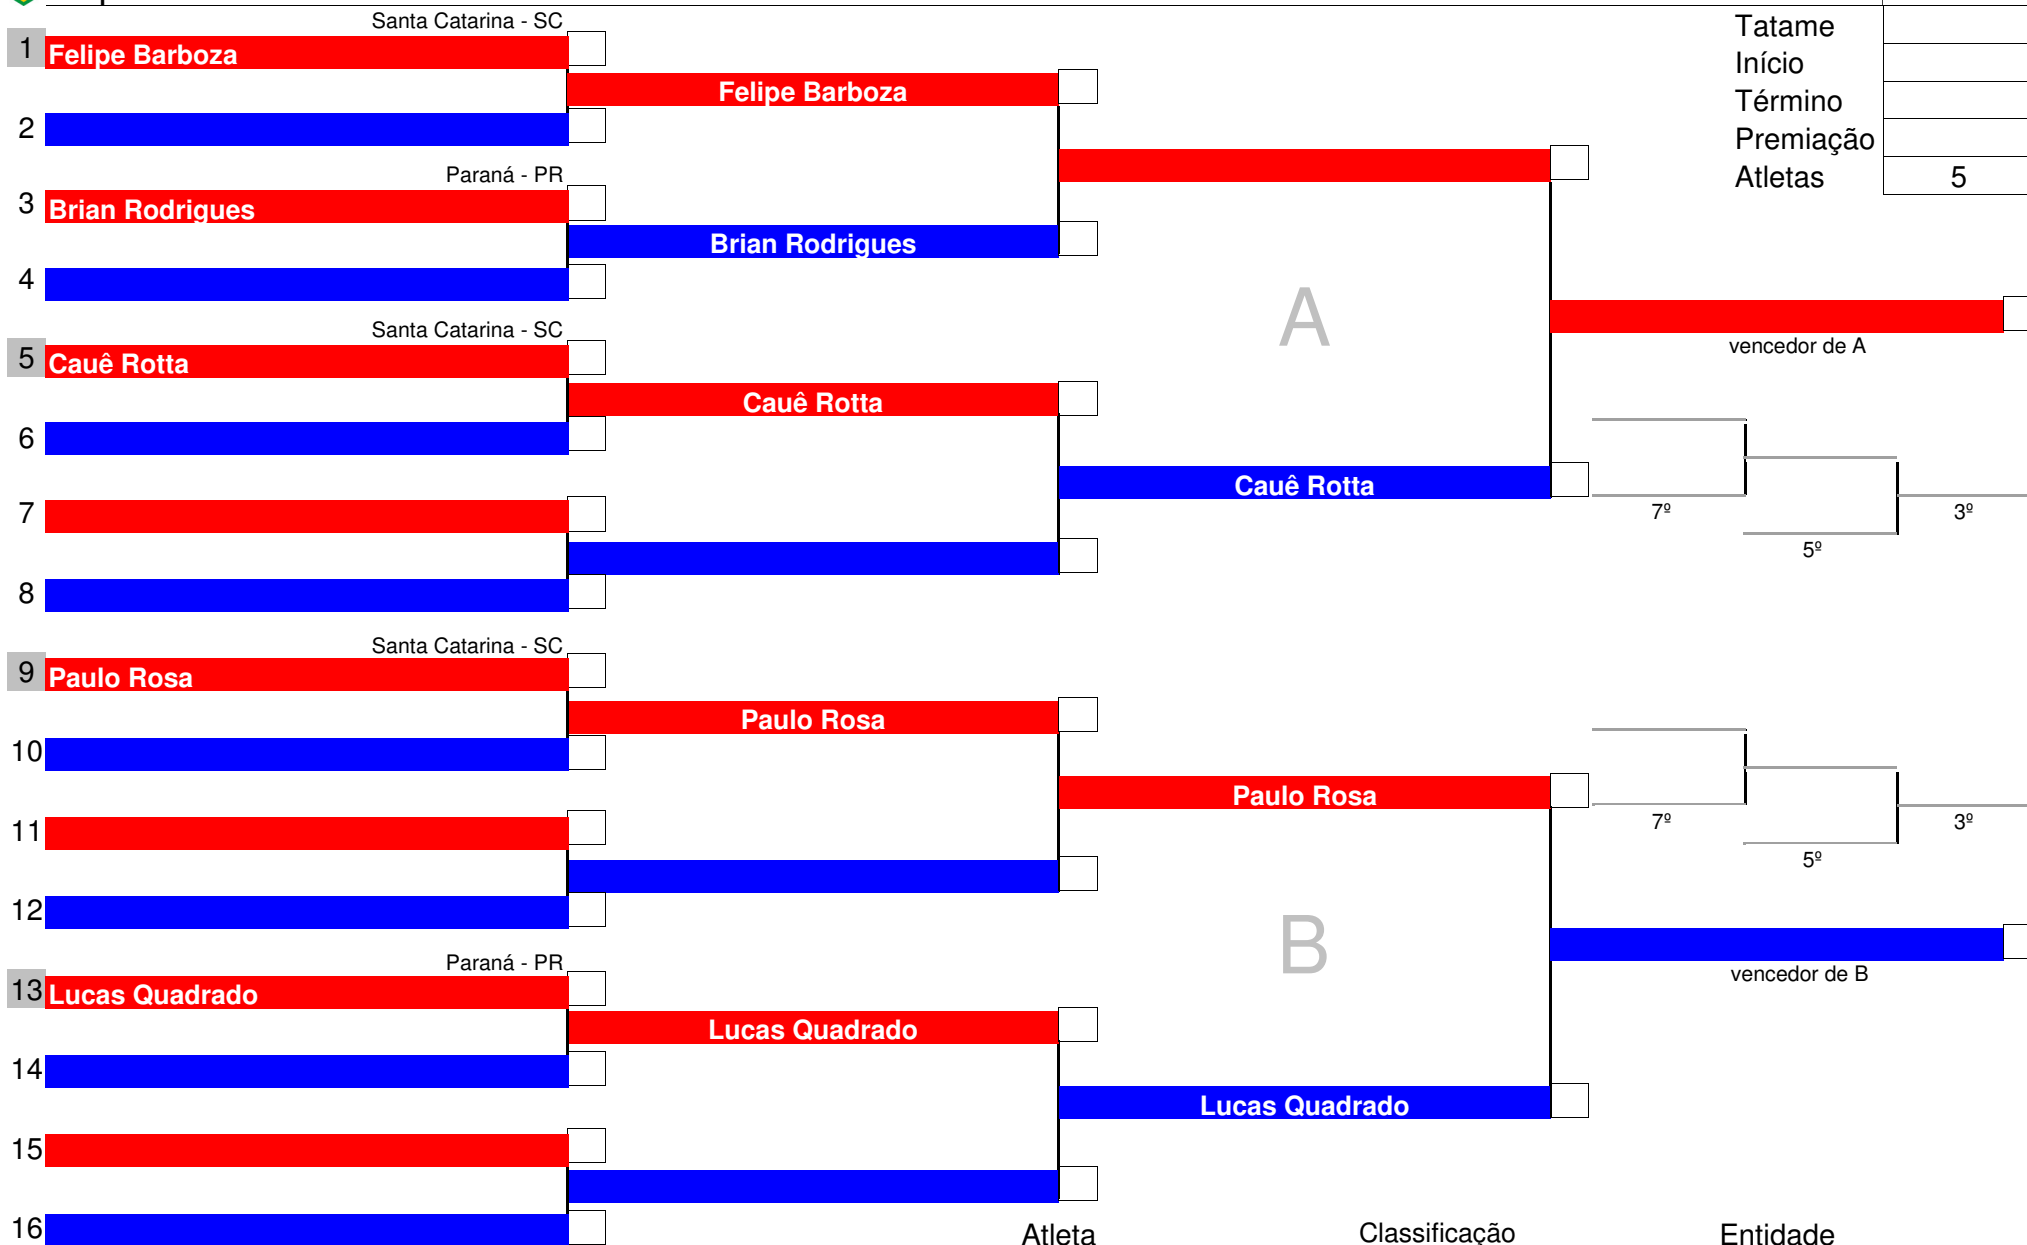 Santa Catarina - SC
Tatame
1 Felipe Barboza
Início
Felipe Barboza
Término
2
Premiação
Paraná - PR
Atletas 5
3 Brian Rodrigues
Brian Rodrigues
4
A
Santa Catarina - SC
vencedor de A
5 Cauê Rotta
Cauê Rotta
6
Cauê Rotta
7
7º 3º
5º
8
Santa Catarina - SC
9 Paulo Rosa
Paulo Rosa
10
Paulo Rosa
11
7º 3º
5º
12
B
Paraná - PR
vencedor de B
13 Lucas Quadrado
Lucas Quadrado
14
Lucas Quadrado
15
16
Atleta Classificação Entidade